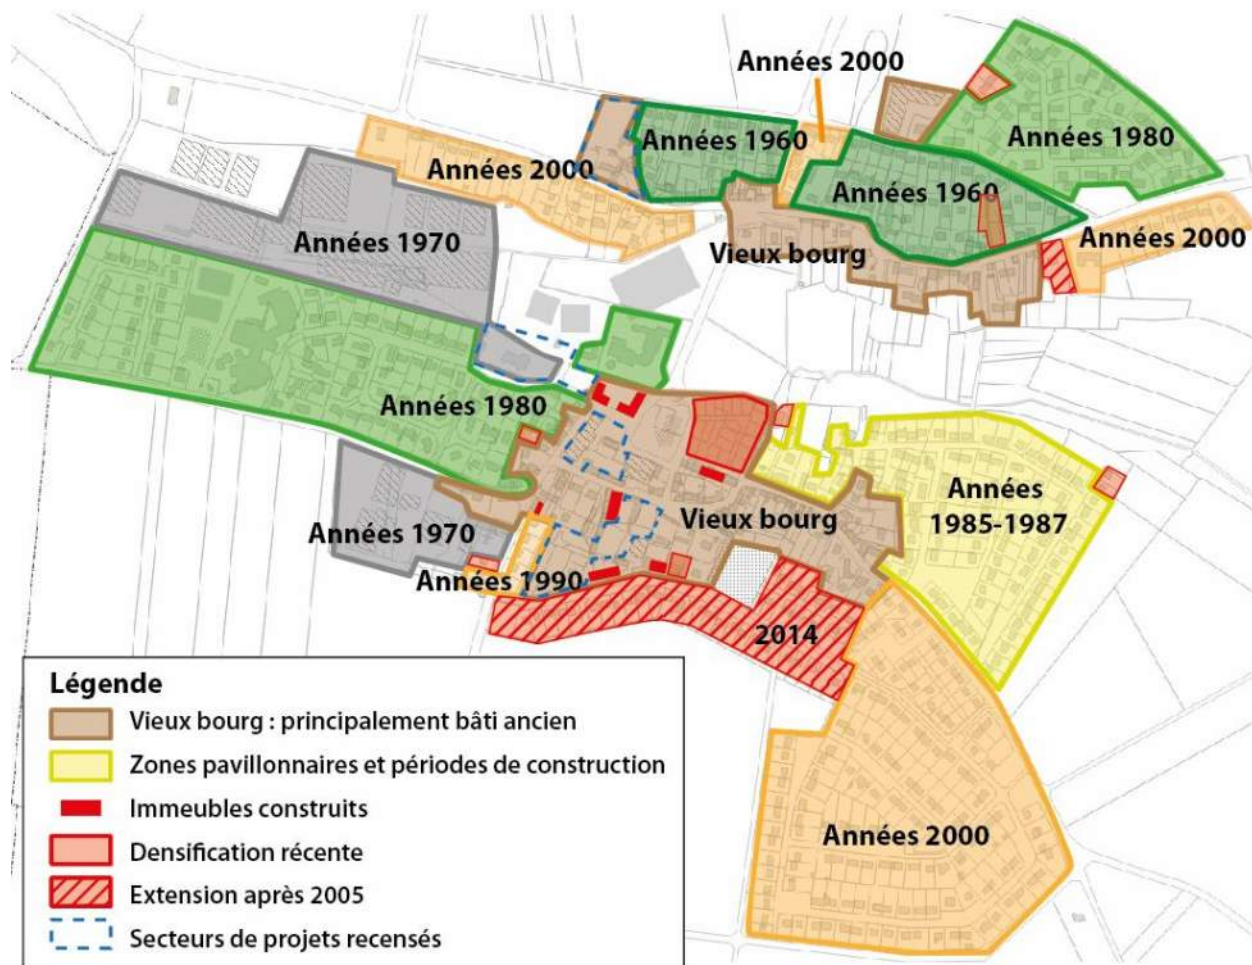 Années 2000
Années 1960
Années 1980
Années 2000
Années 1960
Années 1970
Vieux bourg
Années 2000
Années 1980
Années
1985-1987
Années 1970
Vieux bourg
Années 1990
2014
Années 2000
Légende
Vieux bourg : principalement bâti ancien
Zones pavillonnaires et périodes de construction
Immeubles construits
Densification récente
Extension après 2005
Secteurs de projets recensés